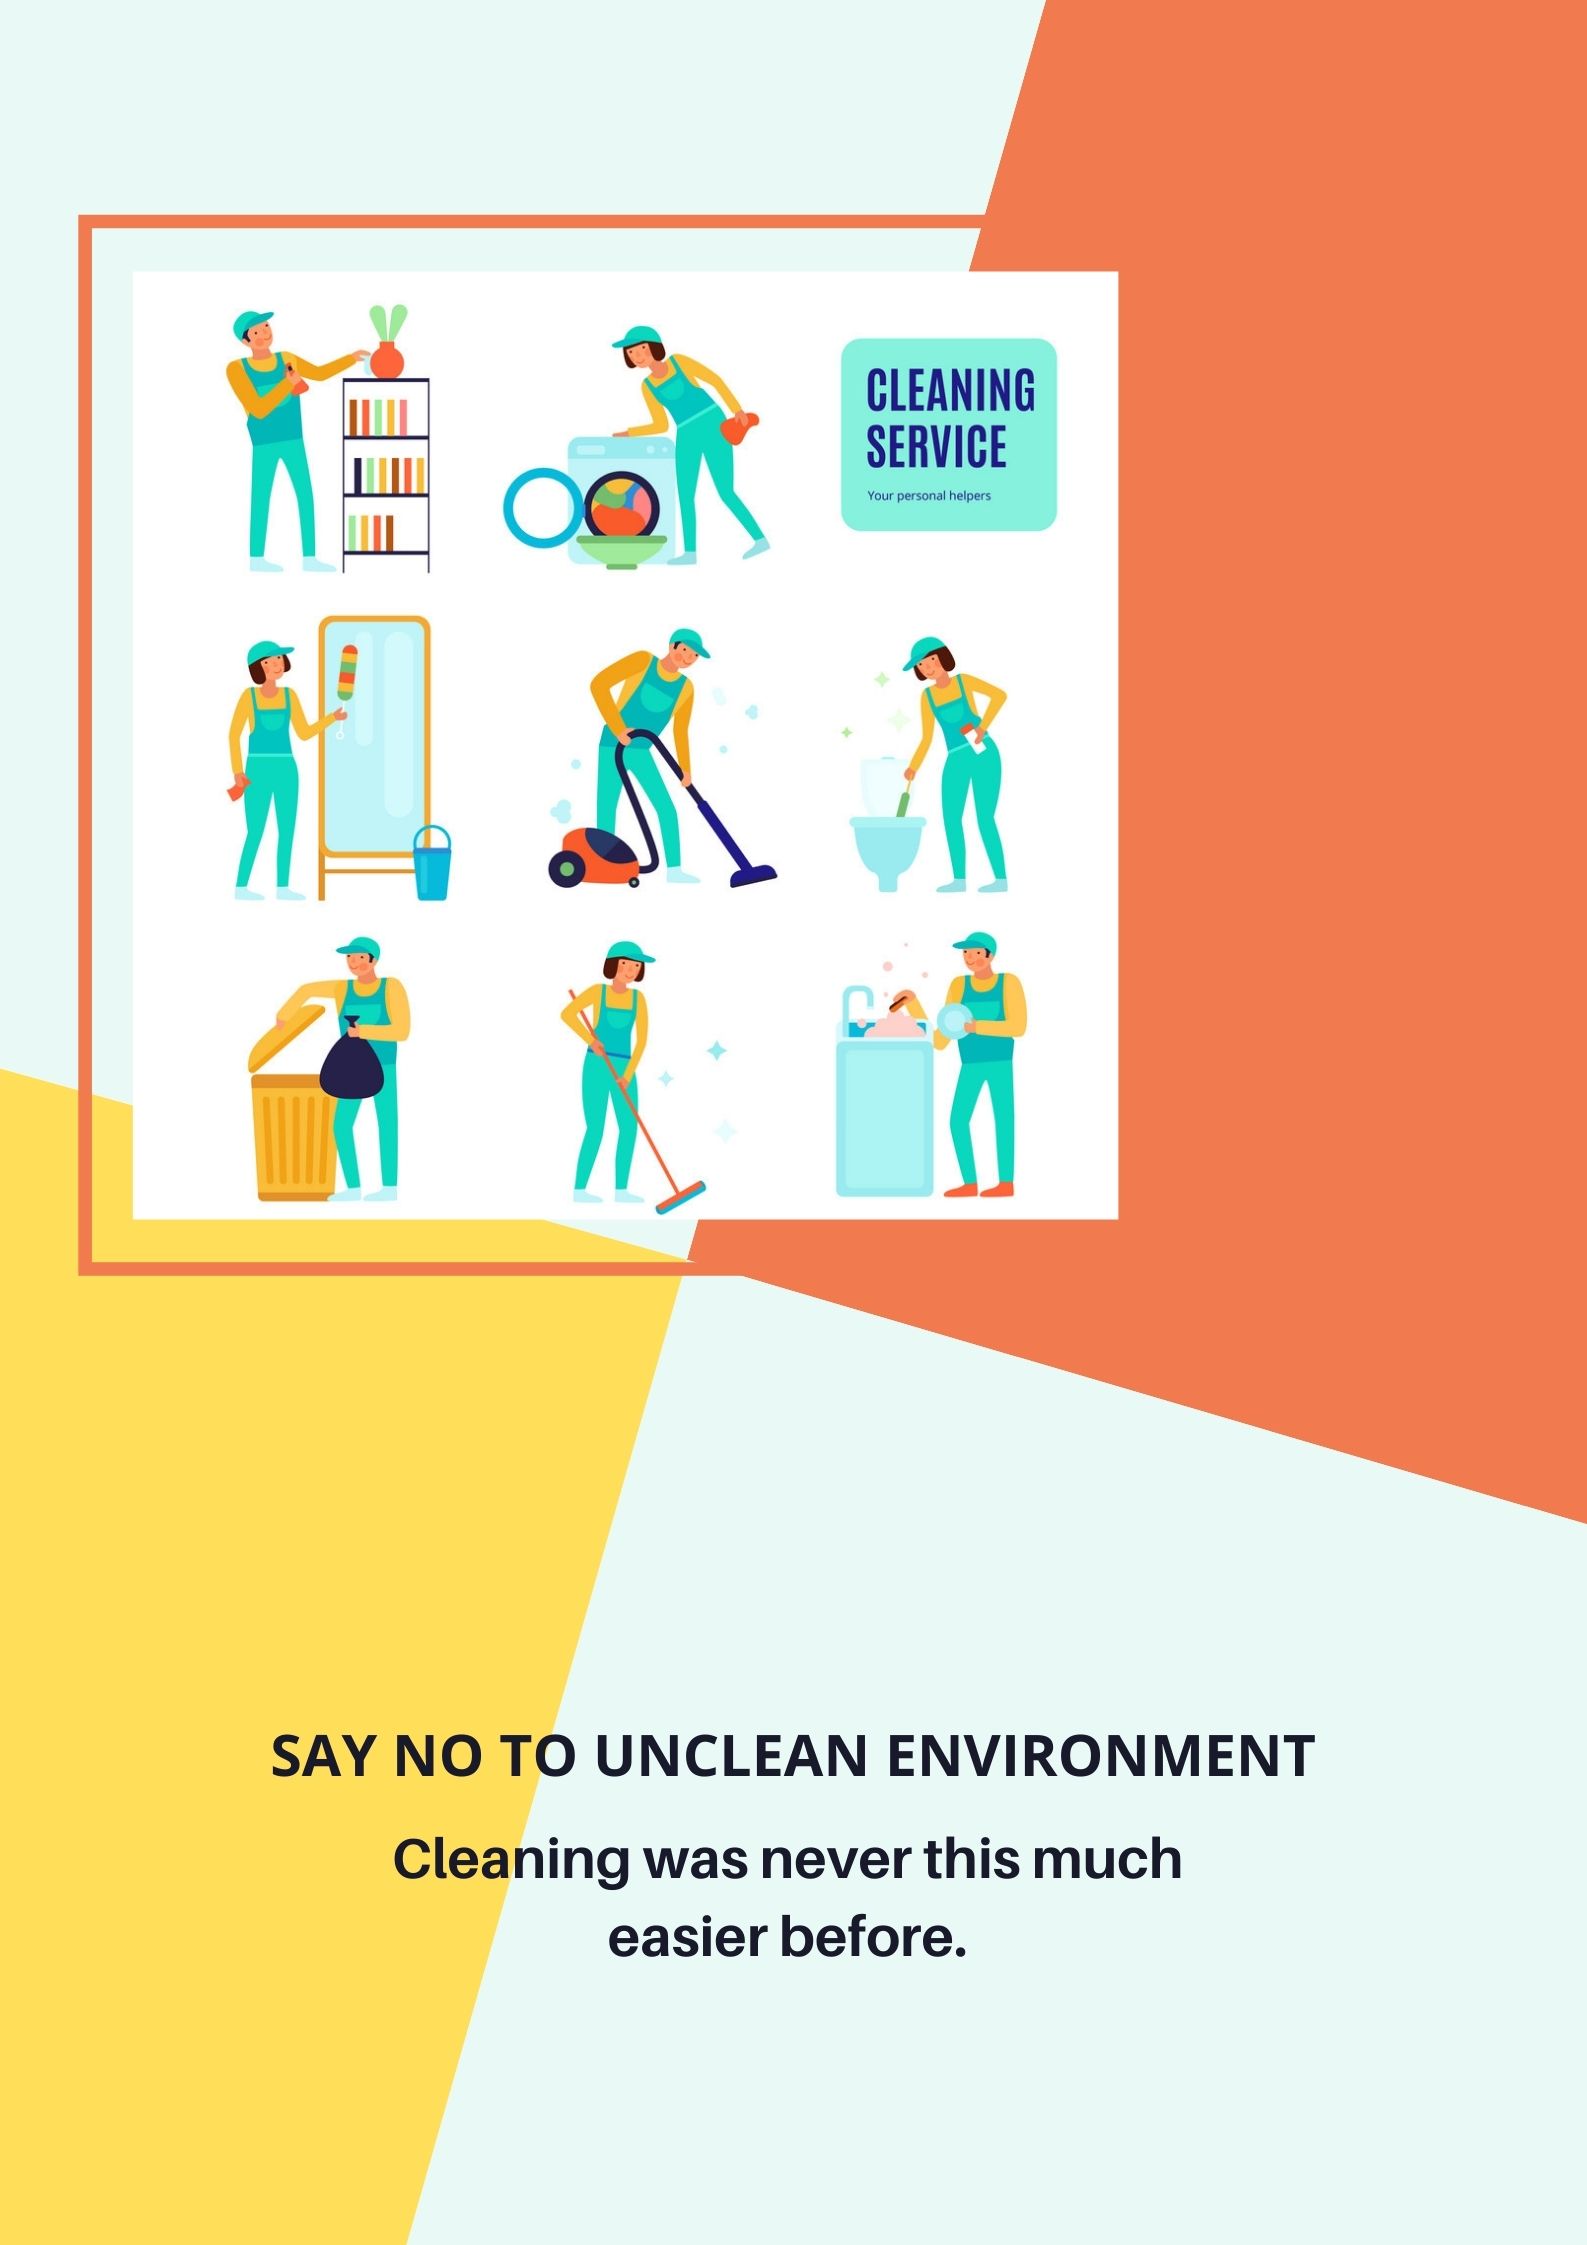 CLEANING
SERVICE
Your personal helpers
SAY NO TO UNCLEAN ENVIRONMENT
Cleaning was never this much
easier before.